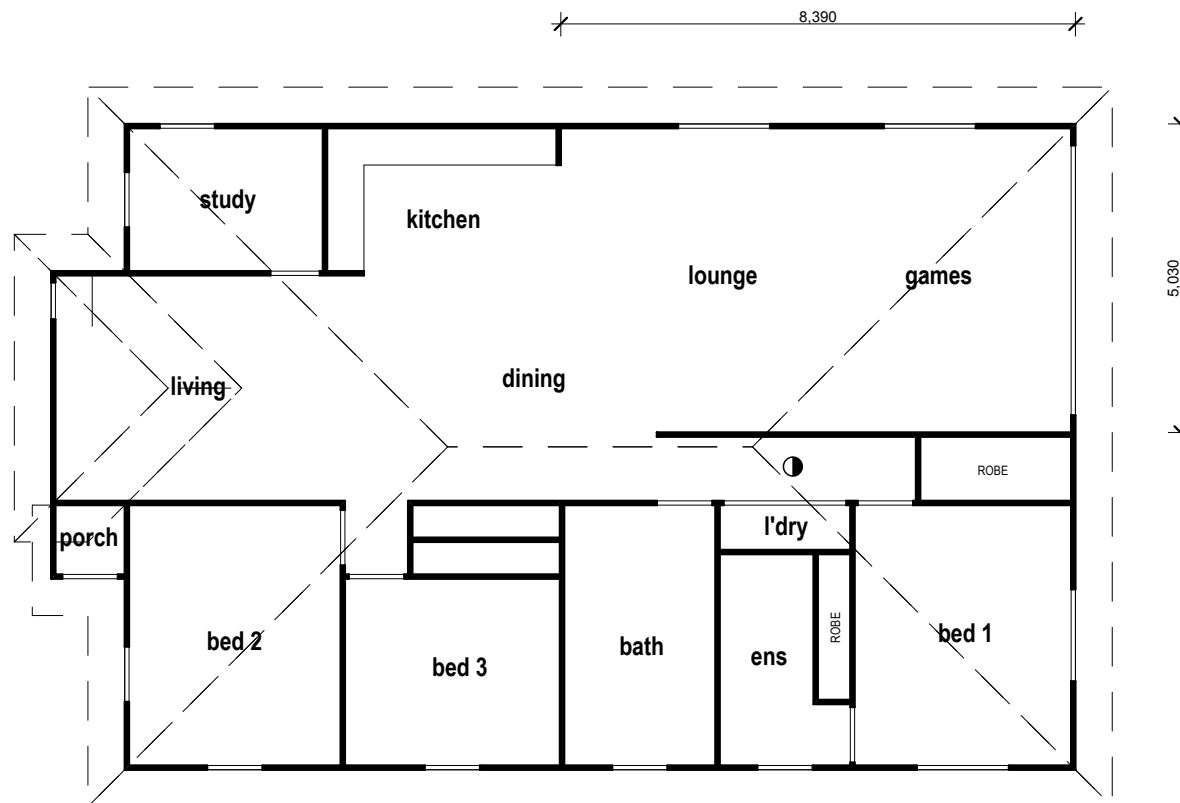 8,390
study
kitchen
lounge
games
5,030
living
dining
ROBE
porch
l'dry
bed 2
bed 3
bath
ens
ROBE
bed 1